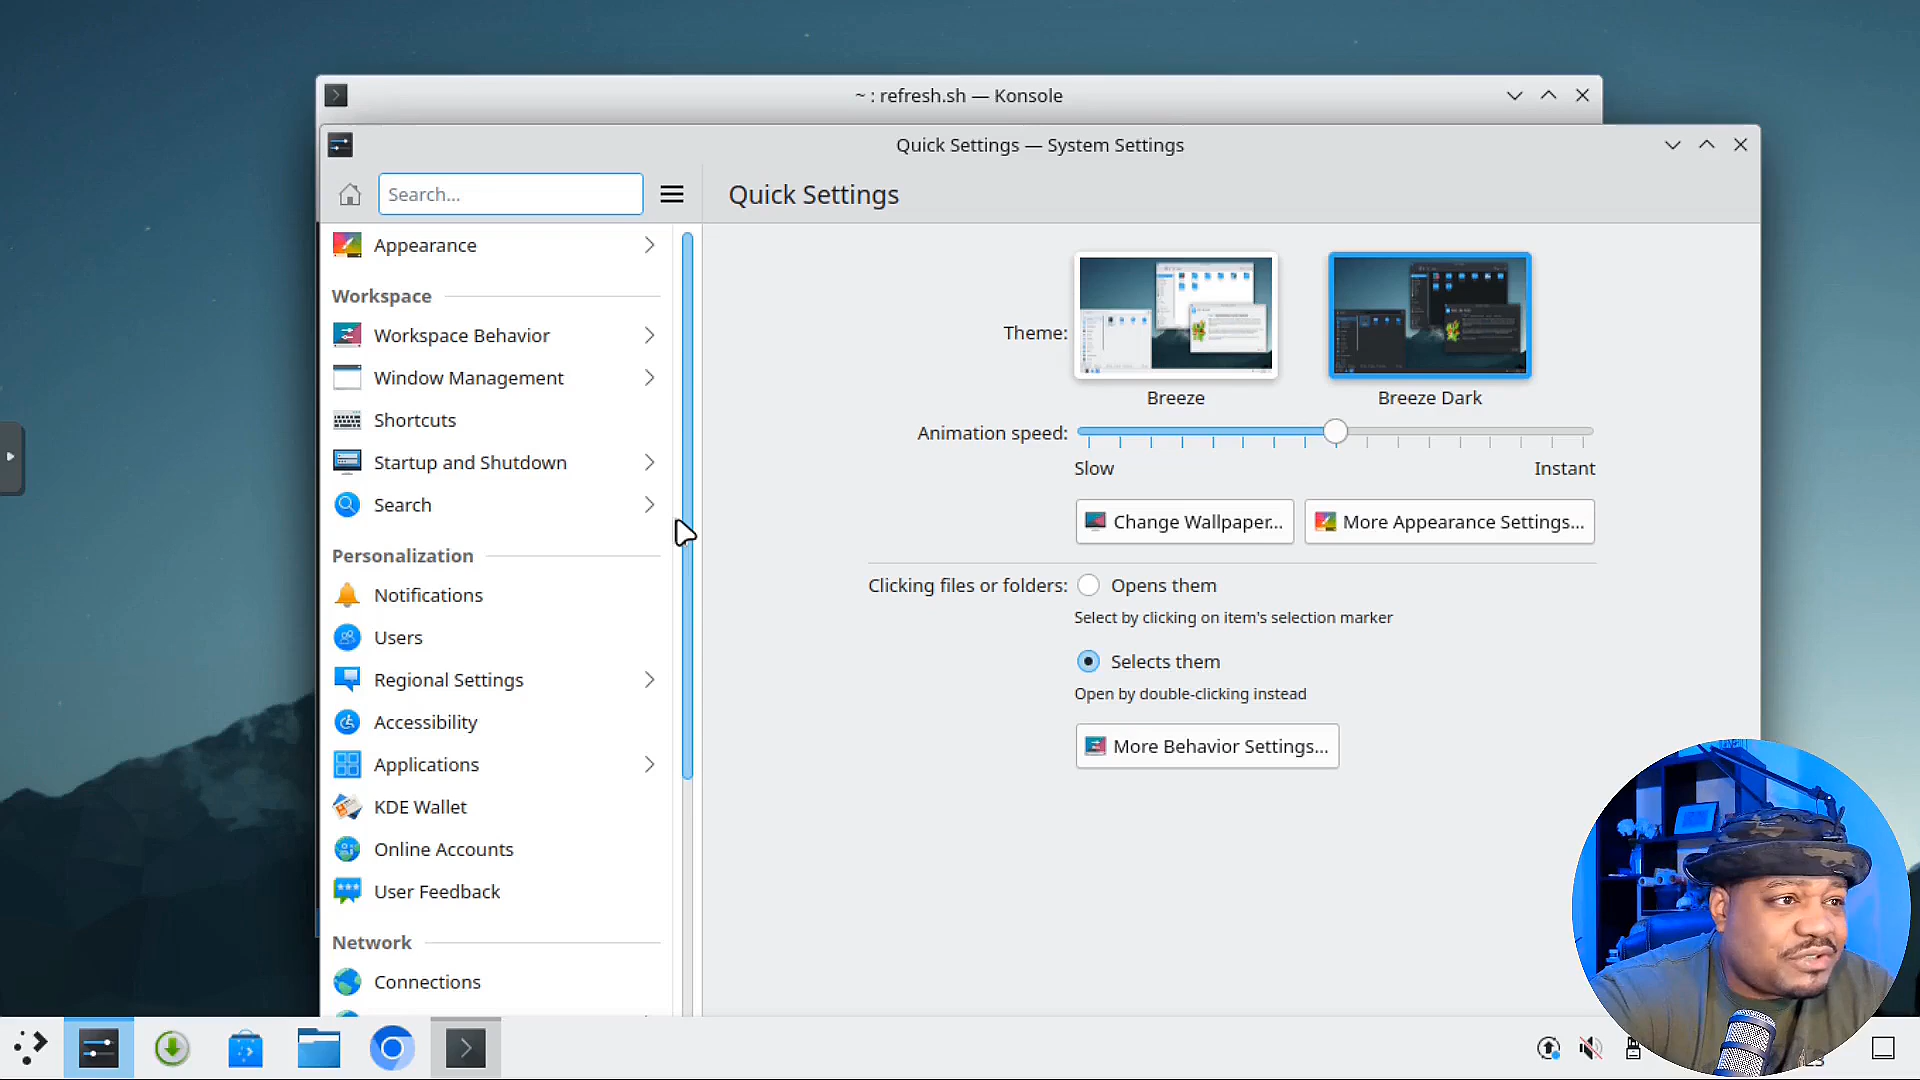 ~ : refresh.sh — Konsole
Quick Settings — System Settings
Search...
Quick Settings
Appearance
Workspace
Workspace Behavior
Window Management
Shortcuts
Startup and Shutdown
Search
Personalization
Notifications
Users
Regional Settings
Accessibility
Applications
KDE Wallet
Online Accounts
User Feedback
Network
Connections
Theme:
Breeze
Breeze Dark
Animation speed:
Slow
Instant
Change Wallpaper...
More Appearance Settings...
Clicking files or folders:
Opens them
Select by clicking on item's selection marker
Selects them
Open by double-clicking instead
More Behavior Settings...